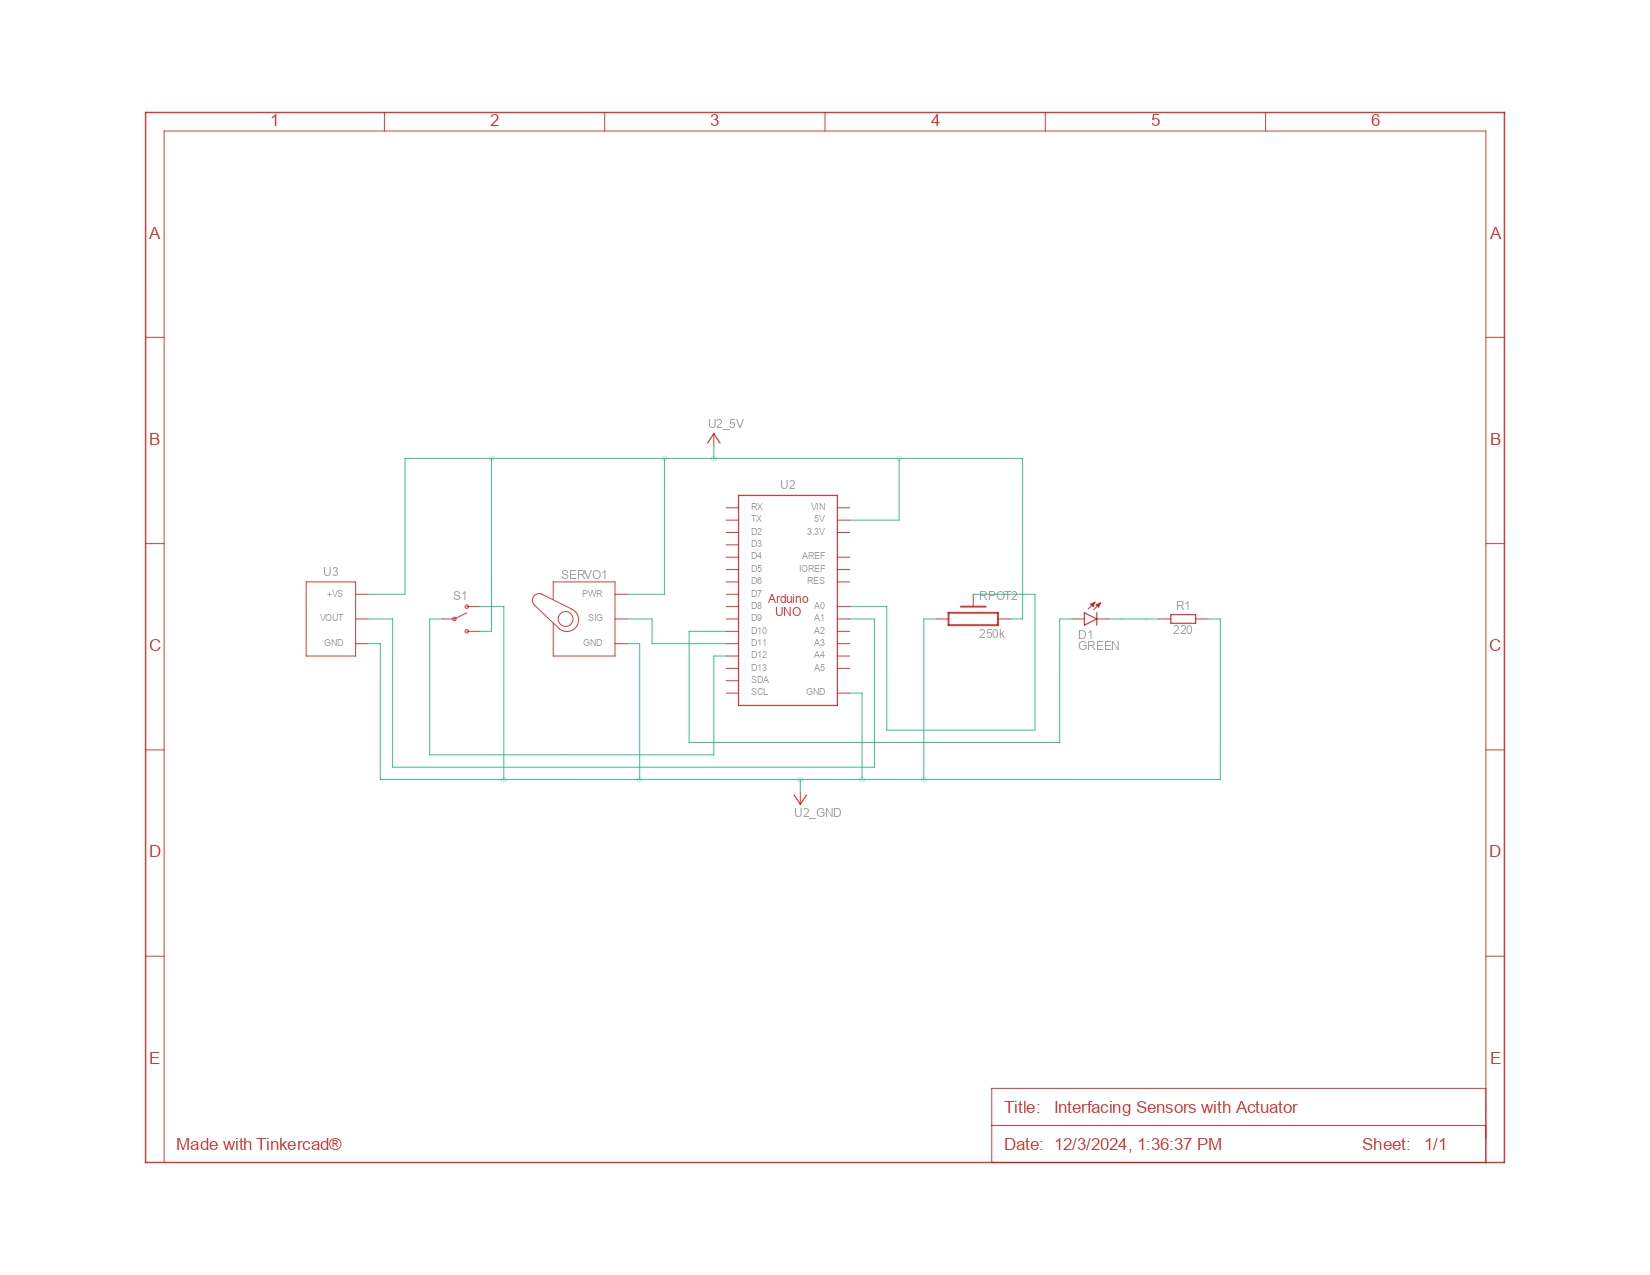 1 2 3 4 5 6
A A
B B
U2_5V
U2
RX VIN
TX 5V
D2 3.3V
D3
D4 AREF
D5 IOREF
D6 RES
D7
D8 A0
D9 A1
D10 A2
D11 A3
D12 A4
D13 A5
SDA
SCL GND
Arduino
UNO
U3
+VS
VOUT
GND
S1
SERVO1
PWR
SIG
GND
RPOT2
250k
D1
GREEN
R1
220
C C
U2_GND
D D
E E
Title: Interfacing Sensors with Actuator
Made with Tinkercad®
Date: 12/3/2024, 1:36:37 PM Sheet: 1/1